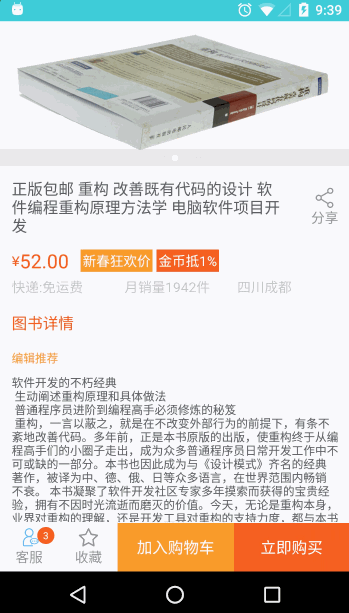 9:39
正版包邮 重构 改善既有代码的设计 软
件编程重构原理方法学 电脑软件项目开
发
分享
¥52.00
新春狂欢价
金币抵1%
快递:免运费
月销量1942件
四川成都
图书详情
编辑推荐
软件开发的不朽经典
生动阐述重构原理和具体做法
普通程序员进阶到编程高手必须修炼的秘笈
重构，一言以蔽之，就是在不改变外部行为的前提下，有条不
紊地改善代码。多年前，正是本书原版的出版，使重构终于从编
程高手们的小圈子走出，成为众多普通程序员日常开发工作中不
可或缺的一部分。本书也因此成为与《设计模式》齐名的经典
著作，被译为中、德、俄、日等众多语言，在世界范围内畅销
不衰。 本书凝聚了软件开发社区专家多年摸索而获得的宝贵经
验，拥有不因时光流逝而磨灭的价值。今天，无论是重构本身，
业界对重构的理解，还是开发工具对重构的支持力度，都与本书
3
客服
收藏
加入购物车
立即购买